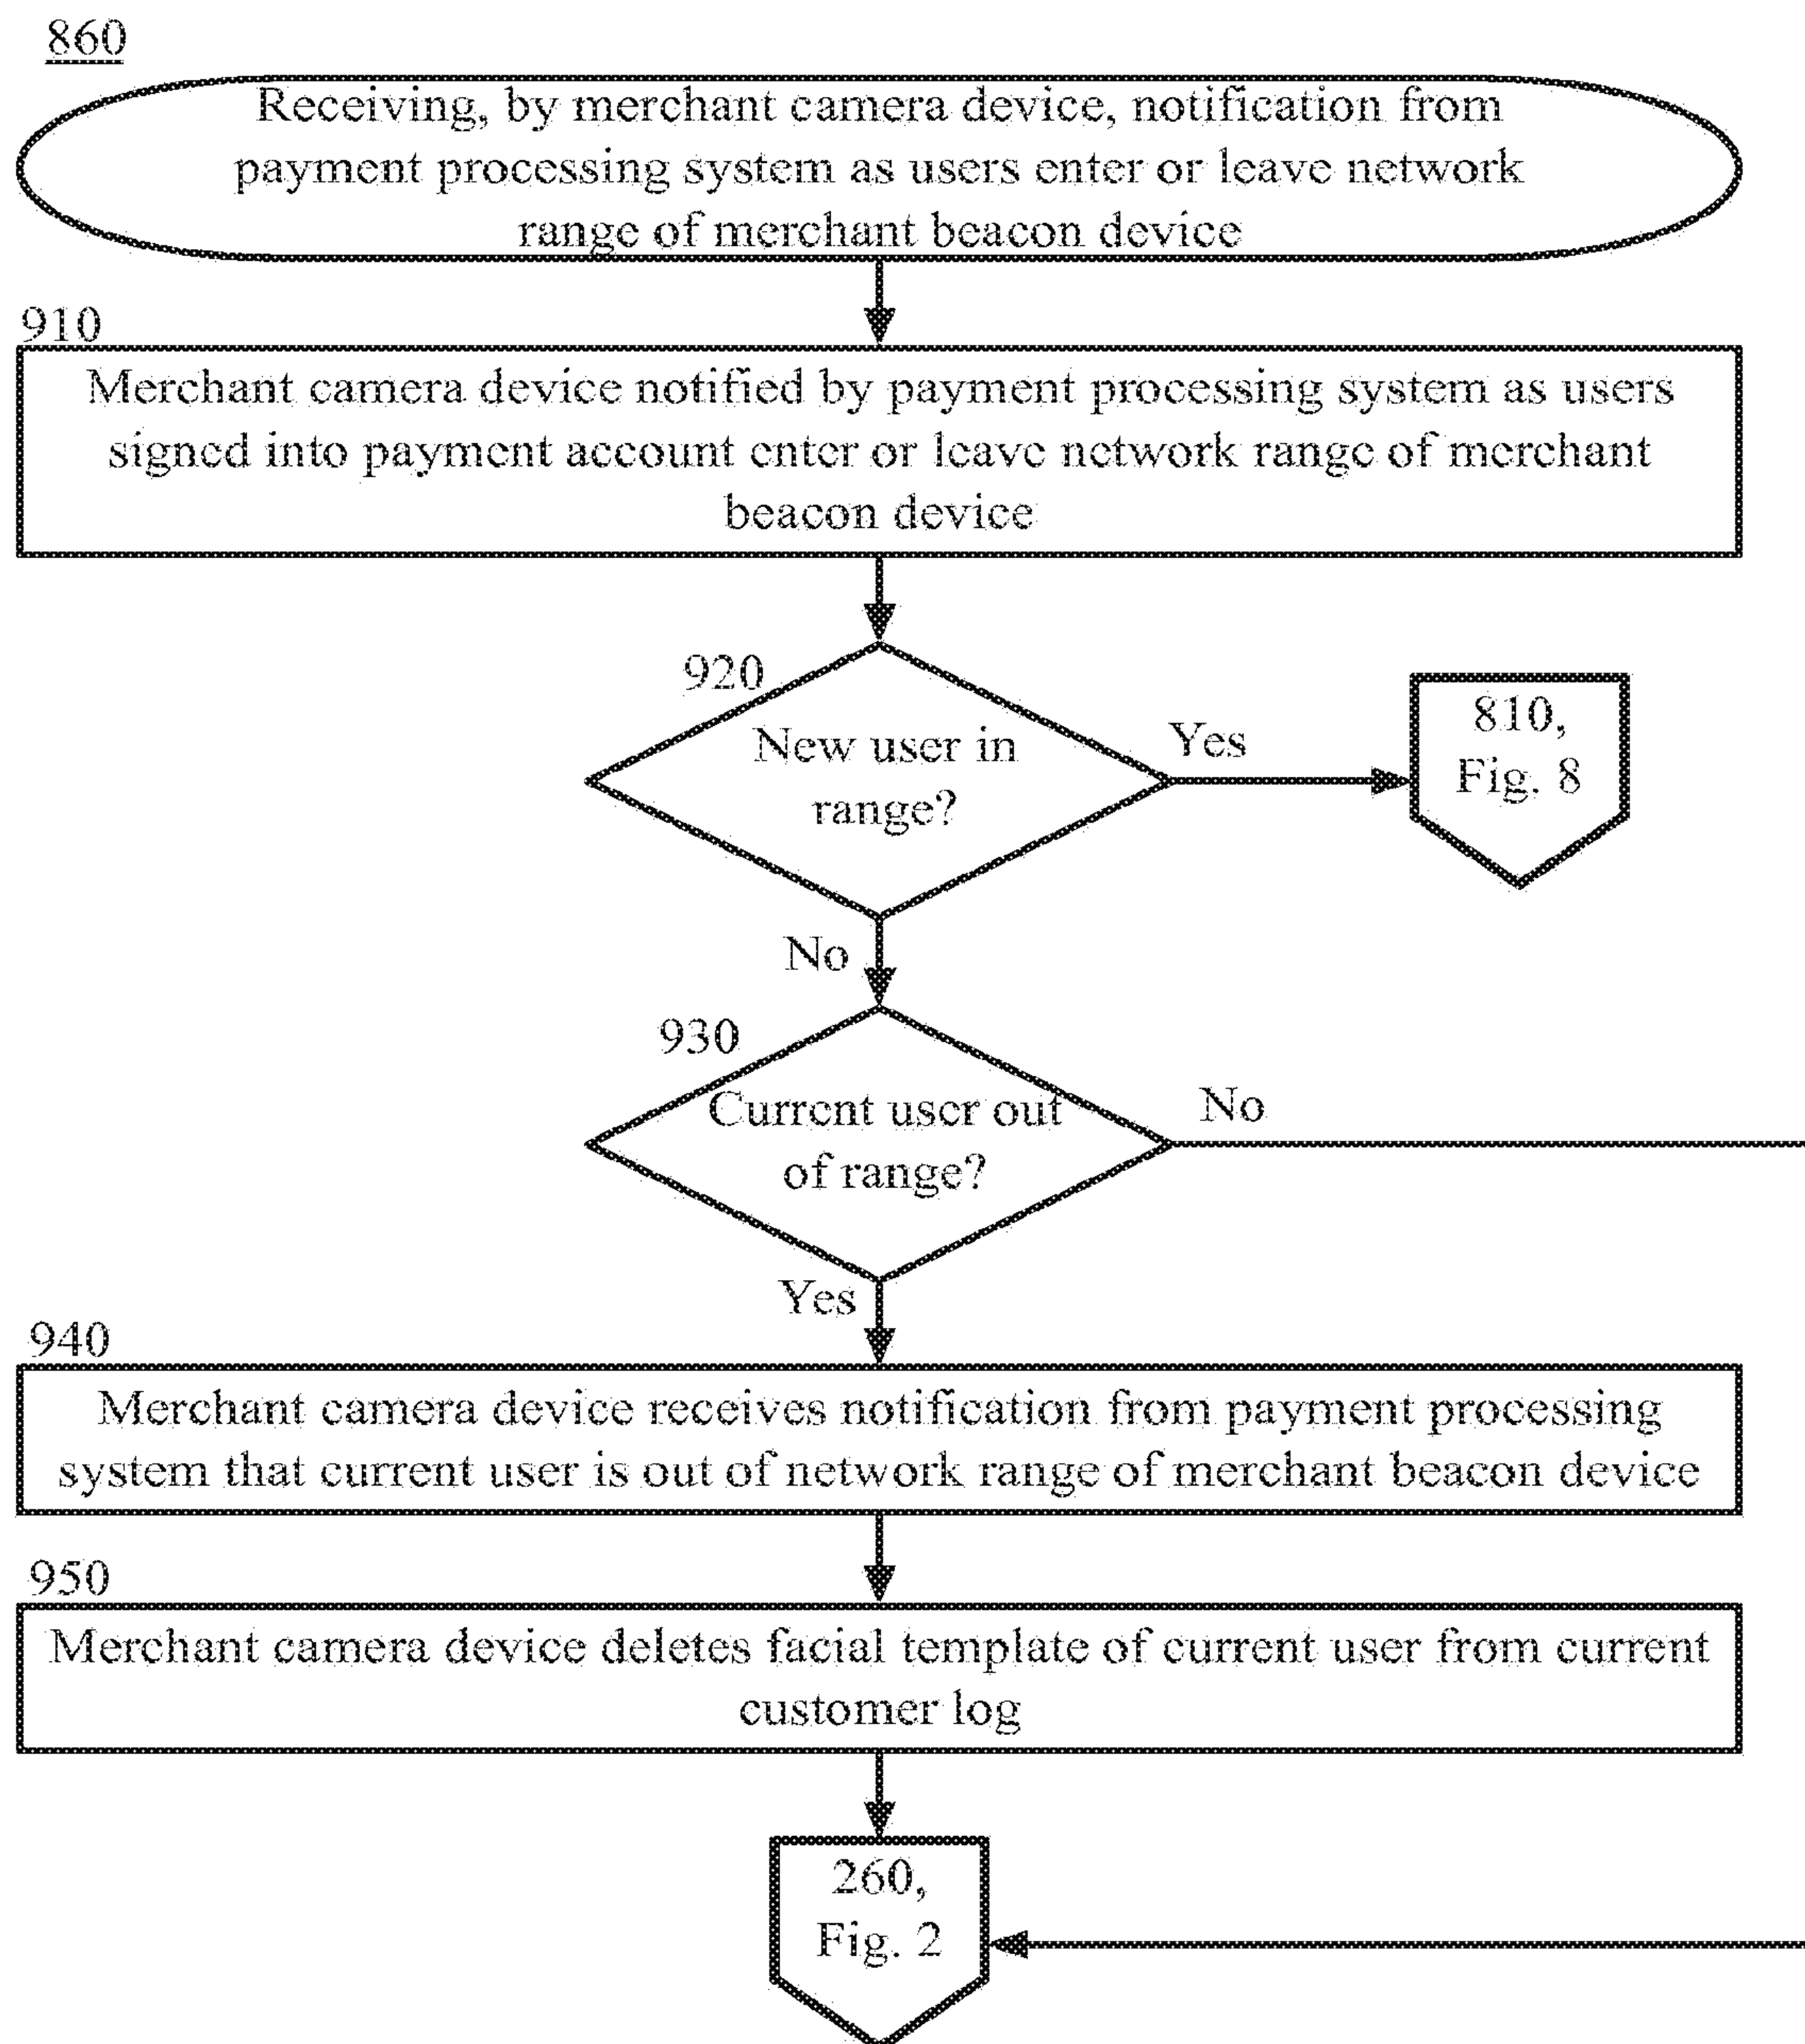 860
Receiving, by merchant camera device, notification from
payment processing system as users enter or leave network
range of merchant beacon device
910
Merchant camera device notified by payment processing system as users
signed into payment account enter or leave network range of merchant
beacon device
920
New user in
range?
Yes
810,
Fig. 8
No
930
Current user out
of range?
No
Yes
940
Merchant camera device receives notification from payment processing
system that current user is out of network range of merchant beacon device
950
Merchant camera device deletes facial template of current user from current
customer log
260,
Fig. 2